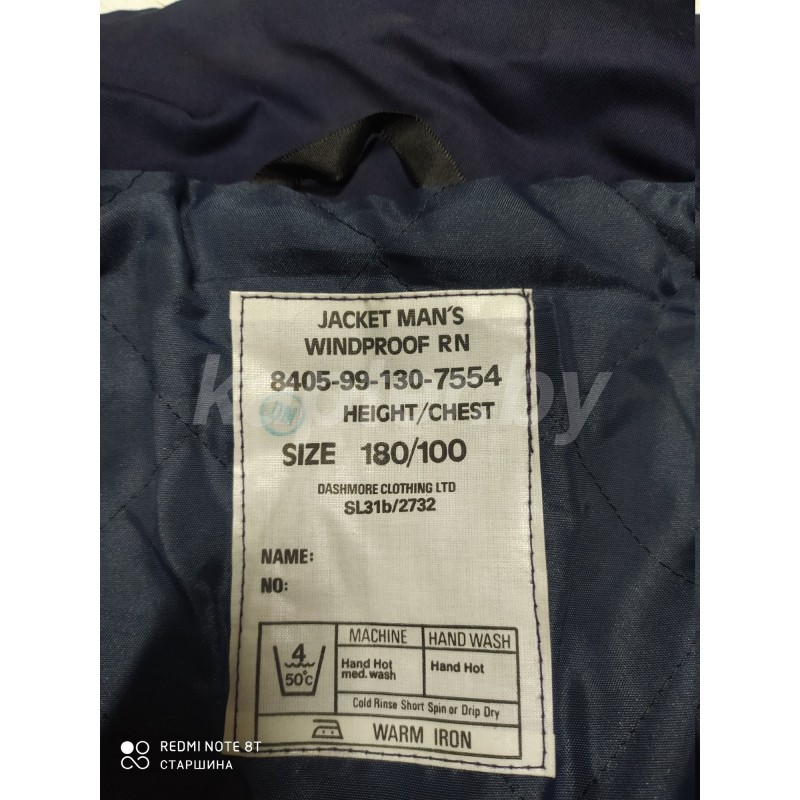 JACKET MAN'S
WINDPROOF RN
8405-99-130-7554
HEIGHT/CHEST
SIZE 180/100
DASHMORE CLOTHING LTD
SL31b/2732
NAME:
NO:
4
50°C
MACHINE
HAND WASH
Hand Hot
med. wash
Hand Hot
Cold Rinse Short Spin or Drip Dry
WARM IRON
REDMI NOTE 8T
СТАРШИНА